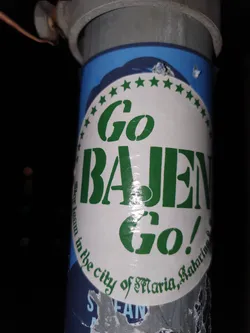 Go
BAJEN
Go!
in the city of Maria,